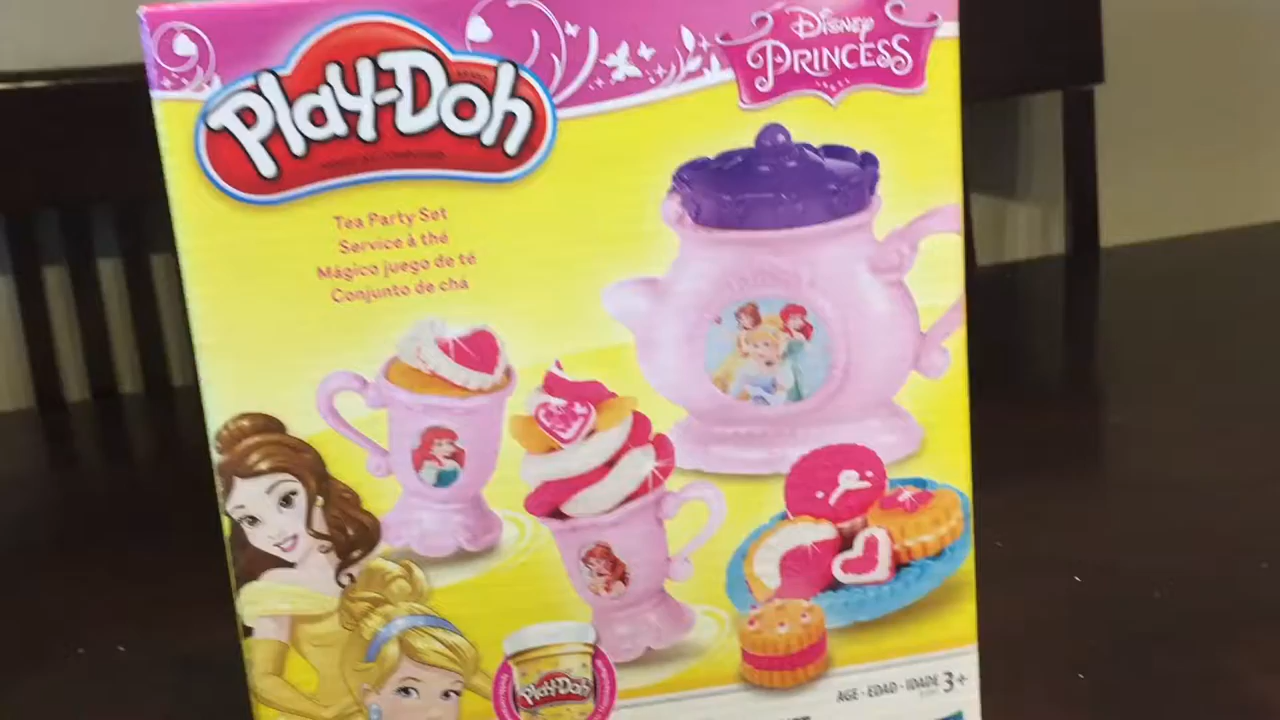 PLAY-DOH
DISNEY
PRINCESS
Tea Party Set
Service à thé
Mágico juego de té
Conjunto de chá
PLAY-DOH
AGE · EDAD · IDADE 3+